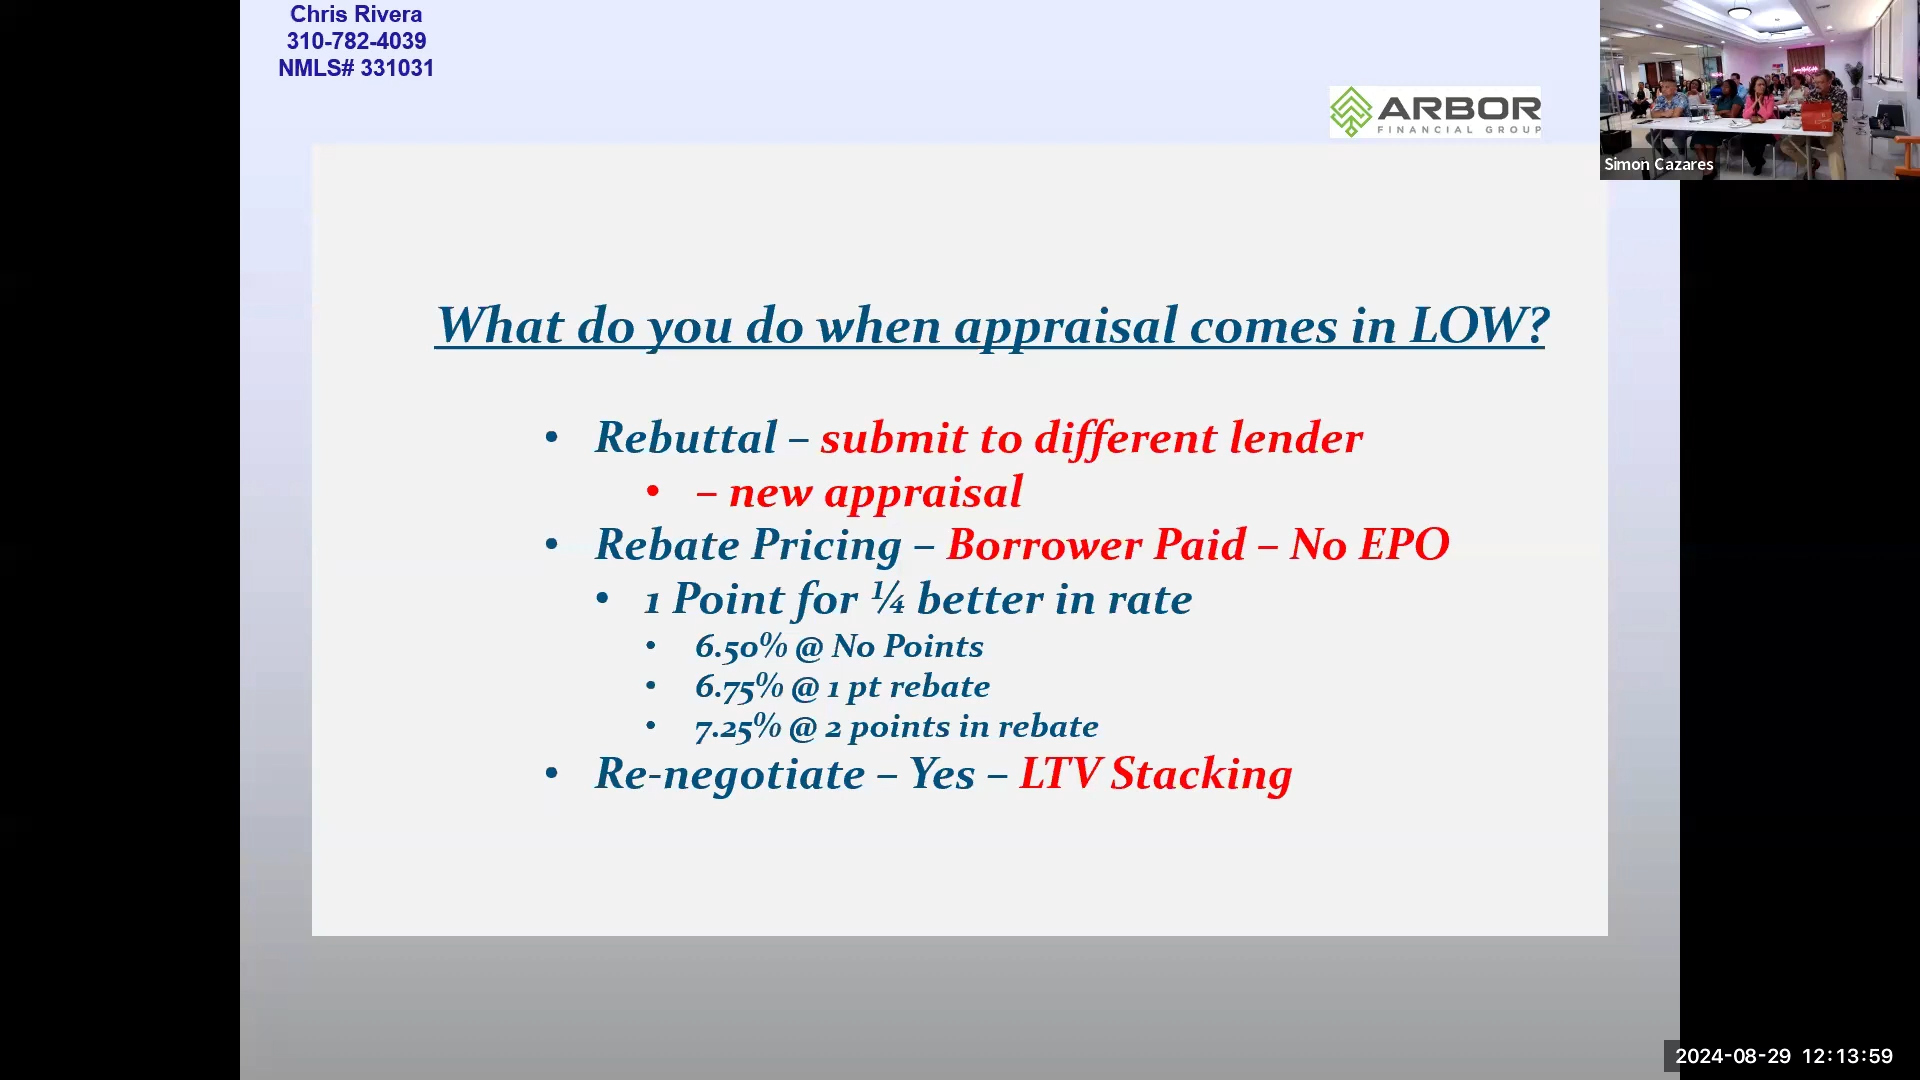 Chris Rivera
310-782-4039
NMLS# 331031
ARBOR
FINANCIAL GROUP
Simon Cazares
What do you do when appraisal comes in LOW?
• Rebuttal – submit to different lender
• – new appraisal
• Rebate Pricing – Borrower Paid – No EPO
• 1 Point for ¼ better in rate
• 6.50% @ No Points
• 6.75% @ 1 pt rebate
• 7.25% @ 2 points in rebate
• Re-negotiate – Yes – LTV Stacking
2024-08-29 12:13:59